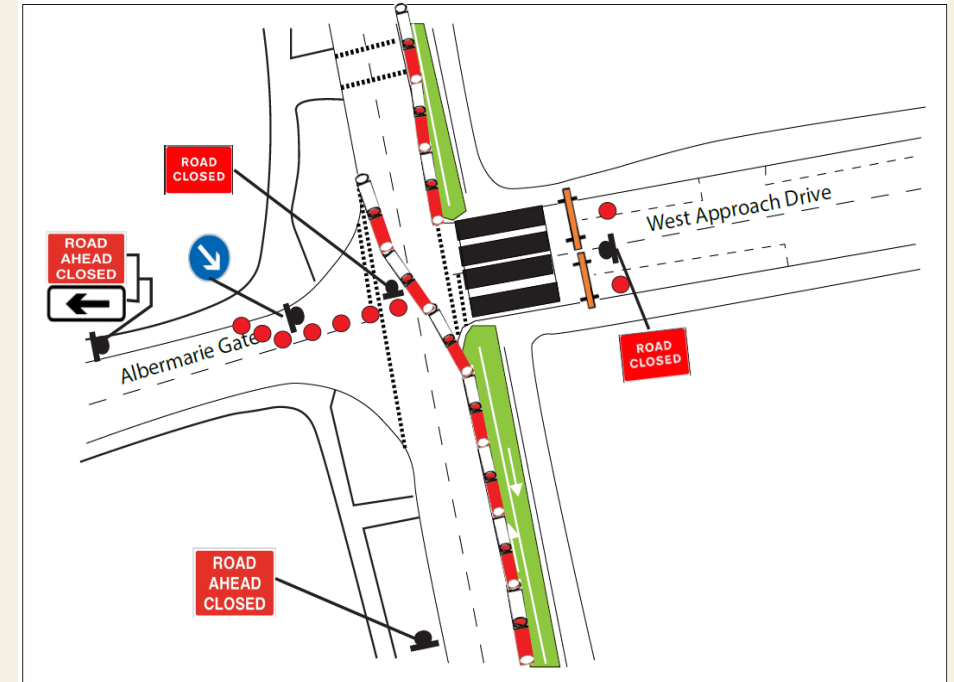 ROAD
CLOSED
West Approach Drive
ROAD
AHEAD
CLOSED
Albermarie Gate
ROAD
CLOSED
ROAD
AHEAD
CLOSED